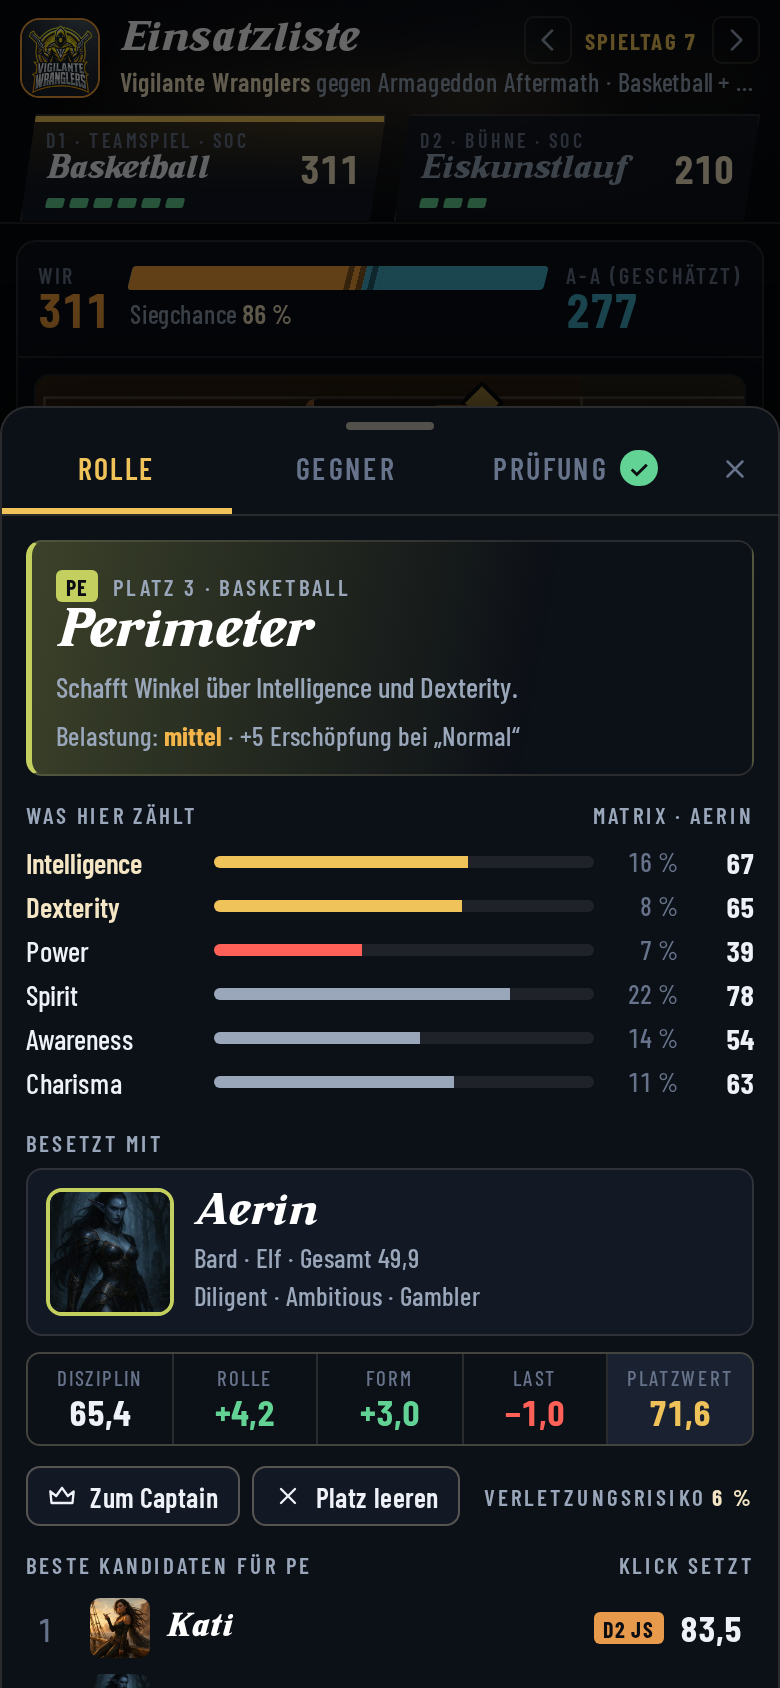 VIGILANTE
WRANGLERS
Einsatzliste
SPIELTAG 7
Vigilante Wranglers gegen Armageddon Aftermath · Basketball + ...
D1 · TEAMSPIEL · SOC
Basketball 311
D2 · BÜHNE · SOC
Eiskunstlauf 210
WIR
311
Siegchance 86 %
A-A (GESCHÄTZT)
277
ROLLE GEGNER PRÜFUNG
PE PLATZ 3 · BASKETBALL
Perimeter
Schafft Winkel über Intelligence und Dexterity.
Belastung: mittel · +5 Erschöpfung bei „Normal“
WAS HIER ZÄHLT MATRIX · AERIN
Intelligence 16 % 67
Dexterity 8 % 65
Power 7 % 39
Spirit 22 % 78
Awareness 14 % 54
Charisma 11 % 63
BESETZT MIT
Aerin
Bard · Elf · Gesamt 49,9
Diligent · Ambitious · Gambler
DISZIPLIN ROLLE FORM LAST PLATZWERT
65,4 +4,2 +3,0 −1,0 71,6
Zum Captain Platz leeren VERLETZUNGSRISIKO 6 %
BESTE KANDIDATEN FÜR PE KLICK SETZT
1 Kati D2 JS 83,5